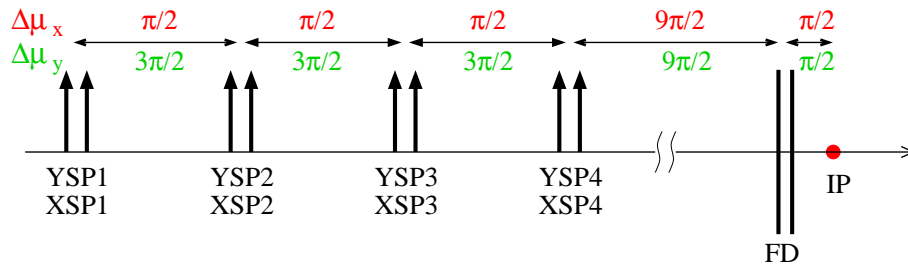 Δμ x π/2 π/2 π/2 9π/2 π/2
Δμ y 3π/2 3π/2 3π/2 9π/2 π/2
YSP1 YSP2 YSP3 YSP4 IP
XSP1 XSP2 XSP3 XSP4
FD